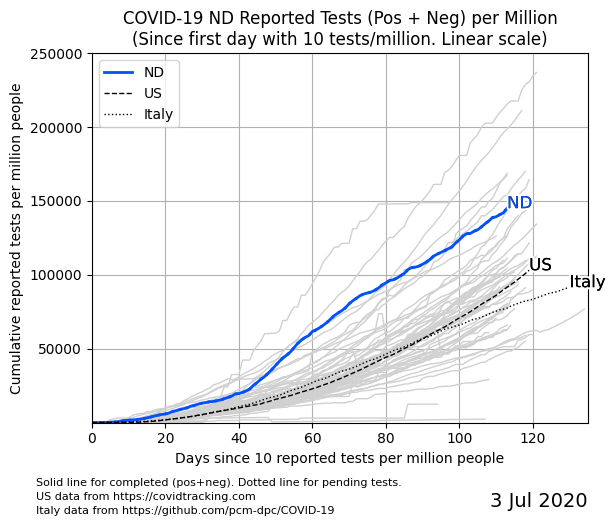 COVID-19 ND Reported Tests (Pos + Neg) per Million
(Since first day with 10 tests/million. Linear scale)
250000
200000
150000
100000
50000
Cumulative reported tests per million people
ND
US
Italy
ND
US
Italy
0 20 40 60 80 100 120
Days since 10 reported tests per million people
Solid line for completed (pos+neg). Dotted line for pending tests.
US data from https://covidtracking.com
Italy data from https://github.com/pcm-dpc/COVID-19
3 Jul 2020